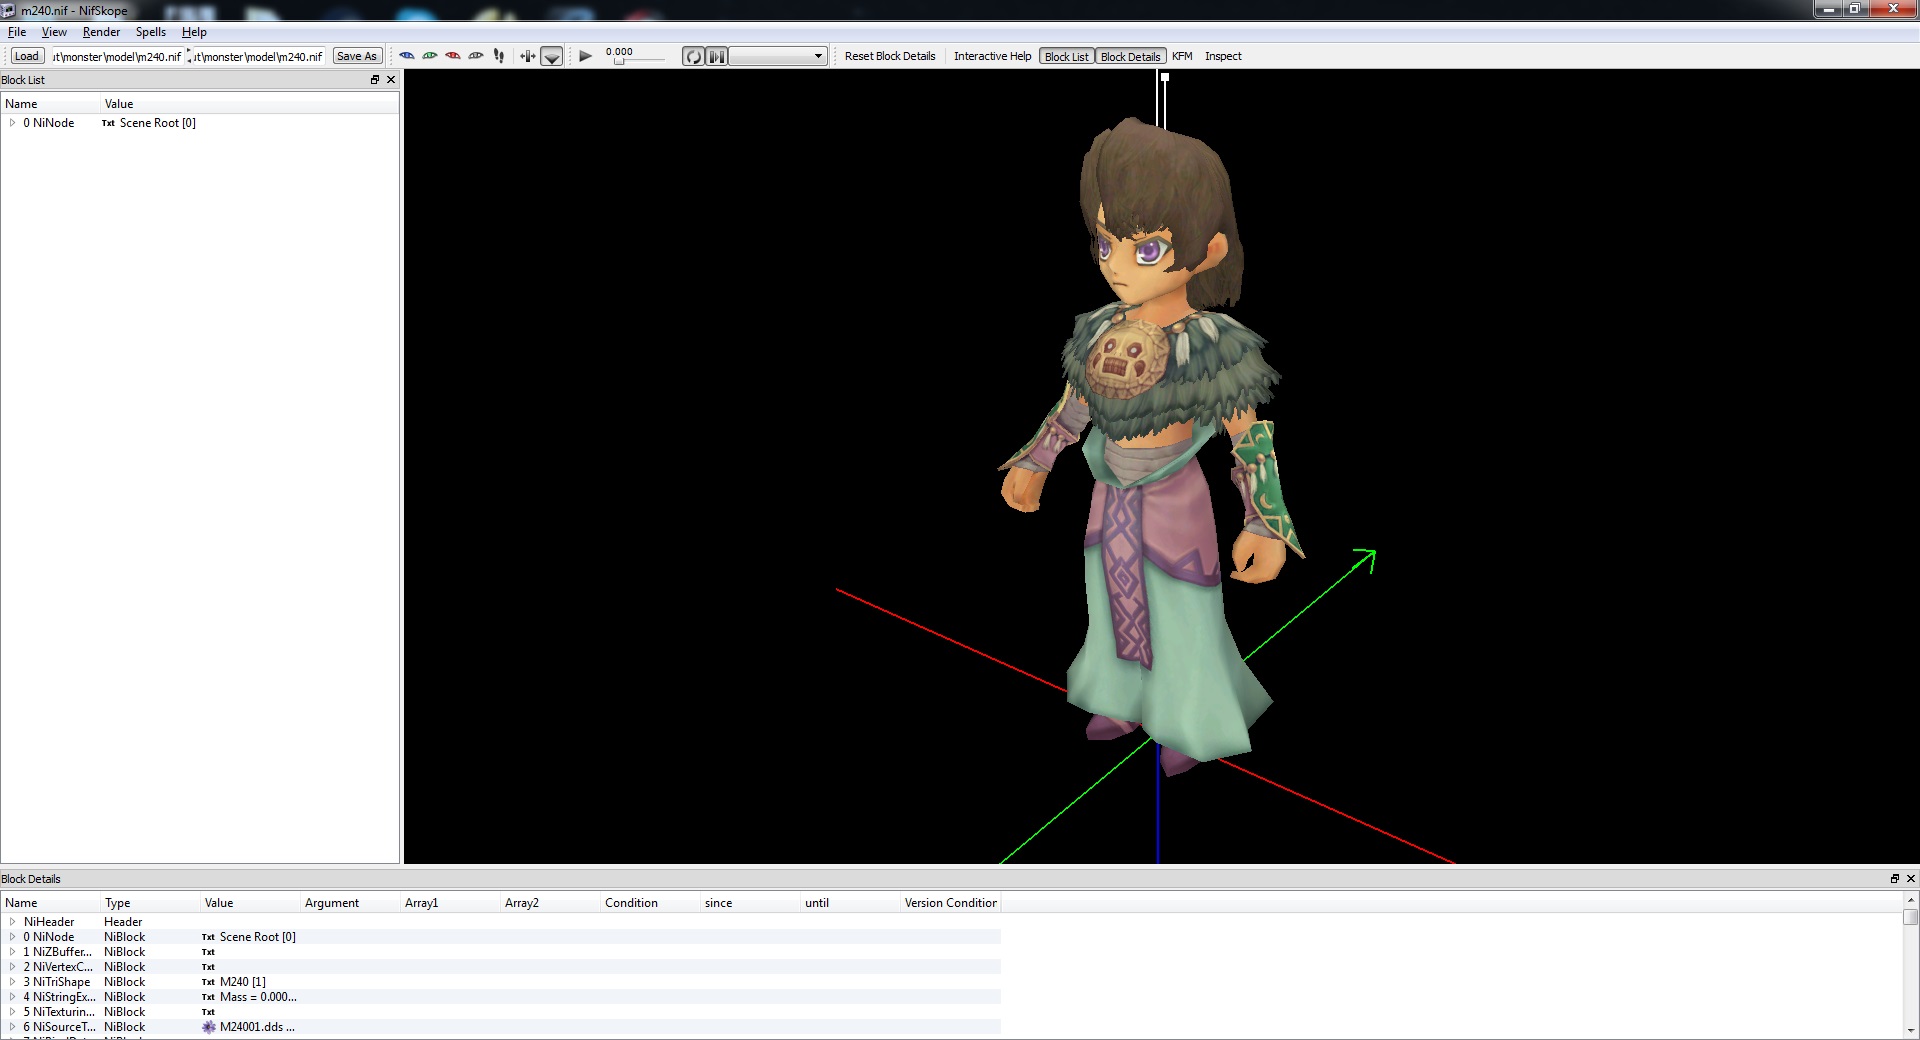 m240.nif - NifSkope
File View Render Spells Help
Load ut\monster\model\m240.nif ut\monster\model\m240.nif Save As 0.000 Reset Block Details Interactive Help Block List Block Details KFM Inspect
Block List
Name Value
0 NiNode Txt Scene Root [0]
Block Details
Name Type Value Argument Array1 Array2 Condition since until Version Condition
NiHeader Header
0 NiNode NiBlock Txt Scene Root [0]
1 NiZBuffer... NiBlock Txt
2 NiVertexC... NiBlock Txt
3 NiTriShape NiBlock Txt M240 [1]
4 NiStringEx... NiBlock Txt Mass = 0.000...
5 NiTexturin... NiBlock Txt
6 NiSourceT... NiBlock M24001.dds ...